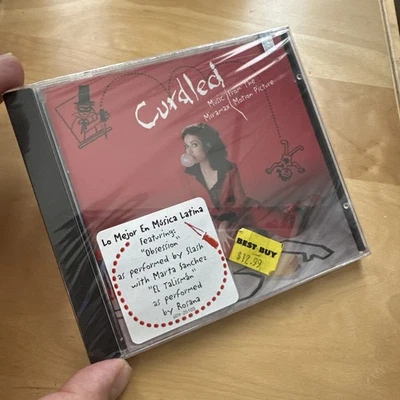 Curdled
Music From The
Miramax Motion Picture
Lo Mejor En Música Latina
Featuring:
"Obsession"
as performed by Slash
with Marta Sanchez
"El Talismán"
as performed
by Rosana
BEST BUY
$12.99